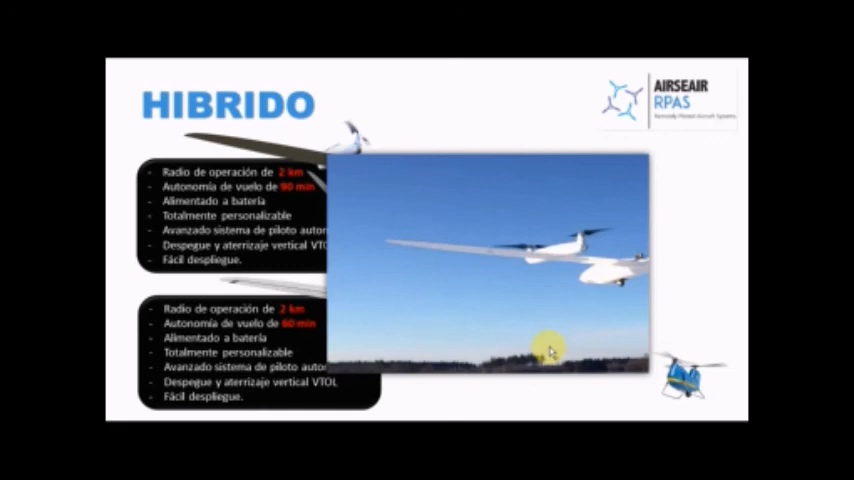 HIBRIDO
AIRSEAIR
RPAS
Remotely Piloted Aircraft Systems
- Radio de operación de 2 km
- Autonomía de vuelo de 90 min
- Alimentado a batería
- Totalmente personalizable
- Avanzado sistema de piloto autor
- Despegue y aterrizaje vertical VTO
- Fácil despliegue.
- Radio de operación de 2 km
- Autonomía de vuelo de 60 min
- Alimentado a batería
- Totalmente personalizable
- Avanzado sistema de piloto autor
- Despegue y aterrizaje vertical VTOL
- Fácil despliegue.